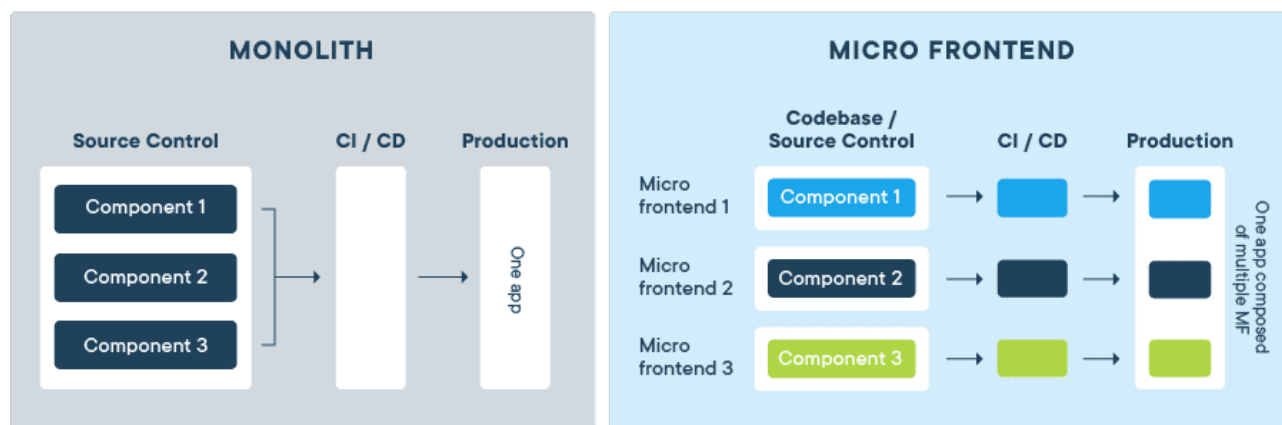 MONOLITH
Source Control
CI / CD
Production
Component 1
Component 2
Component 3
One app
MICRO FRONTEND
Codebase /
Source Control
CI / CD
Production
Micro
frontend 1
Component 1
Micro
frontend 2
Component 2
Micro
frontend 3
Component 3
One app composed
of multiple MF